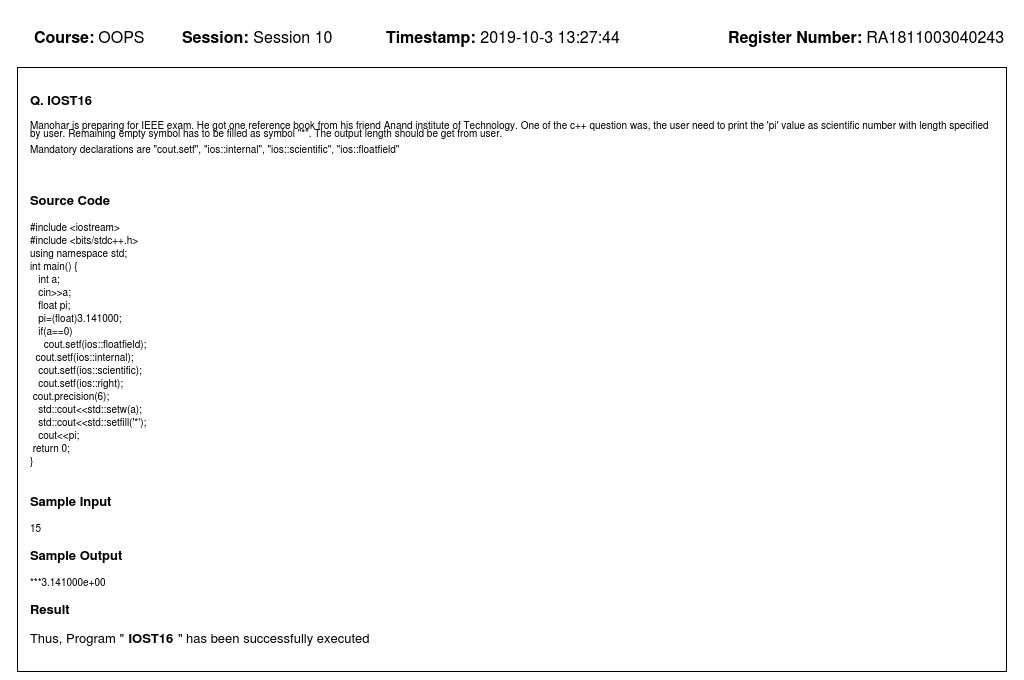 Course: OOPS Session: Session 10 Timestamp: 2019-10-3 13:27:44 Register Number: RA1811003040243
Q. IOST16
Manohar is preparing for IEEE exam. He got one reference book from his friend Anand institute of Technology. One of the c++ question was, the user need to print the 'pi' value as scientific number with length specified
by user. Remaining empty symbol has to be filled as symbol "*". The output length should be get from user.
Mandatory declarations are "cout.setf", "ios::internal", "ios::scientific", "ios::floatfield"
Source Code
#include <iostream>
#include <bits/stdc++.h>
using namespace std;
int main() {
int a;
cin>>a;
float pi;
pi=(float)3.141000;
if(a==0)
cout.setf(ios::floatfield);
cout.setf(ios::internal);
cout.setf(ios::scientific);
cout.setf(ios::right);
cout.precision(6);
std::cout<<std::setw(a);
std::cout<<std::setfill('*');
cout<<pi;
return 0;
}
Sample Input
15
Sample Output
***3.141000e+00
Result
Thus, Program " IOST16 " has been successfully executed